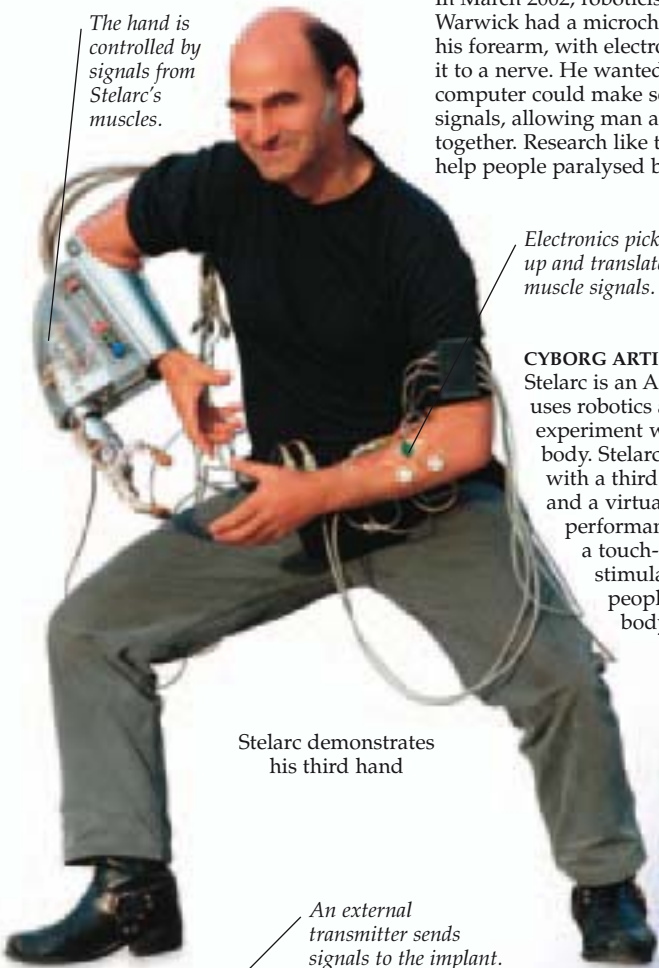 The hand is
controlled by
signals from
Stelarc's
muscles.
In March 2002, roboticis
Warwick had a microch
his forearm, with electro
it to a nerve. He wanted
computer could make se
signals, allowing man a
together. Research like t
help people paralysed b
Electronics pick
up and translat
muscle signals.
CYBORG ARTI
Stelarc is an A
uses robotics
experiment w
body. Stelarc
with a third
and a virtua
performan
a touch-
stimula
peopl
body
Stelarc demonstrates
his third hand
An external
transmitter sends
signals to the implant.